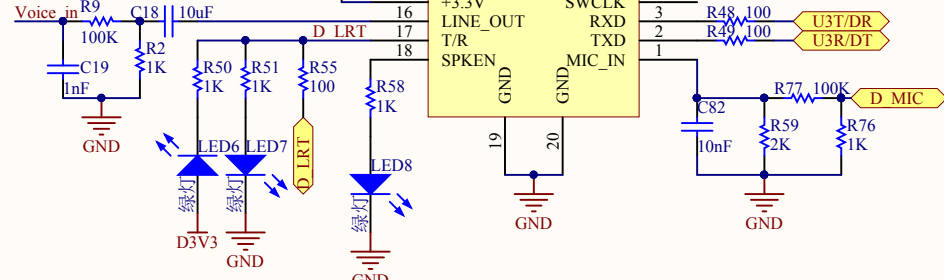 Voice_in
R9
100K
C18
10uF
R2
1K
C19
1nF
GND
R50
1K
R51
1K
R55
100
D_LRT
LED6
LED7
绿灯
绿灯
D_LRT
D3V3
GND
R58
1K
LED8
绿灯
GND
16
17
18
+3.3V
LINE_OUT
T/R
SPKEN
SWCLK
RXD
TXD
MIC_IN
GND
GND
19
20
GND
3
2
1
R48
100
R49
100
U3T/DR
U3R/DT
C82
10nF
R77
100K
D_MIC
R59
2K
R76
1K
GND